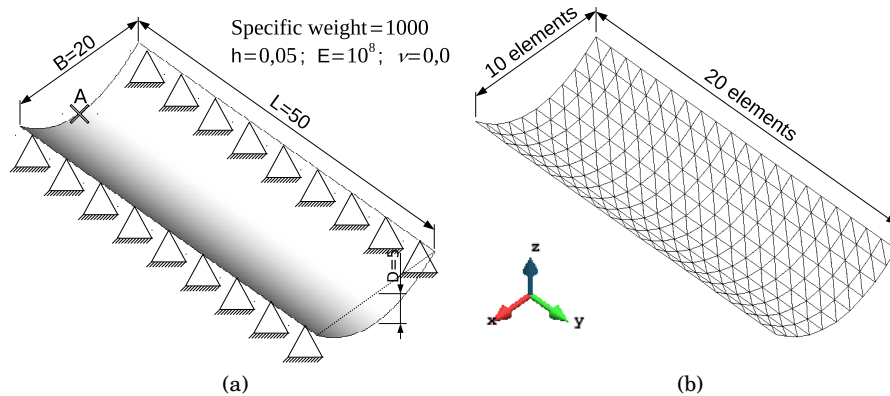 Specific weight=1000
h=0,05; E=10⁸; ν=0,0
B=20
A
L=50
D=5
10 elements
20 elements
z
x
y
(a)
(b)